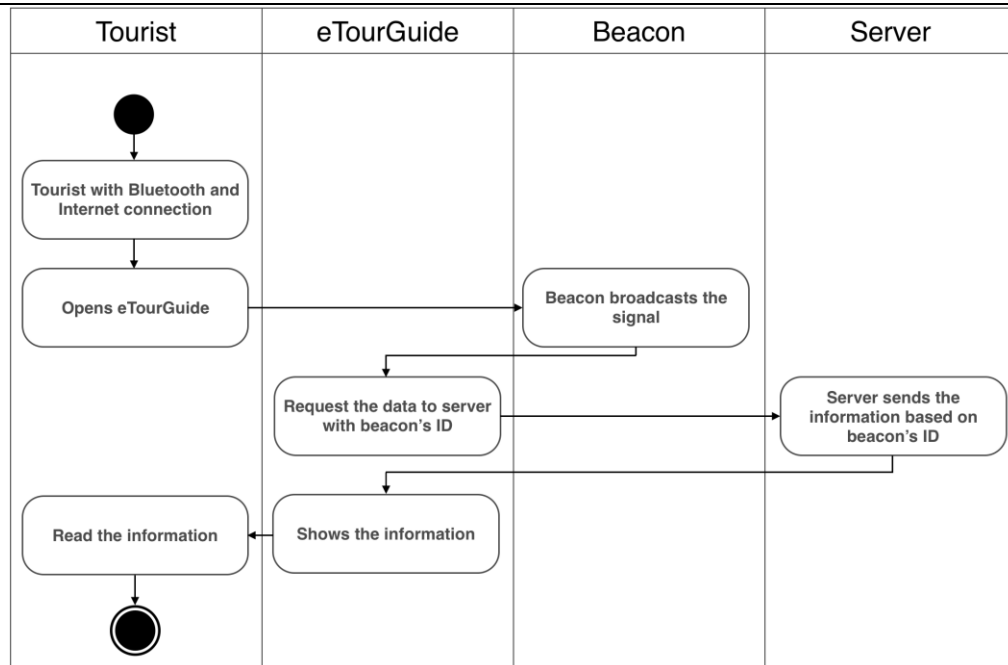 Tourist
eTourGuide
Beacon
Server
Tourist with Bluetooth and
Internet connection
Opens eTourGuide
Beacon broadcasts the
signal
Request the data to server
with beacon's ID
Server sends the
information based on
beacon's ID
Read the information
Shows the information